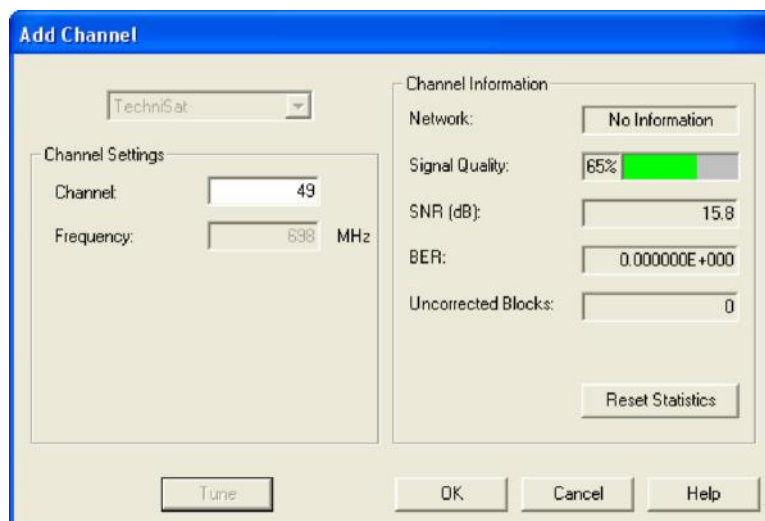 Add Channel
TechniSat
Channel Settings
Channel: 49
Frequency: 698 MHz
Channel Information
Network: No Information
Signal Quality: 65%
SNR (dB): 15.8
BER: 0.000000E+000
Uncorrected Blocks: 0
Reset Statistics
Tune
OK
Cancel
Help